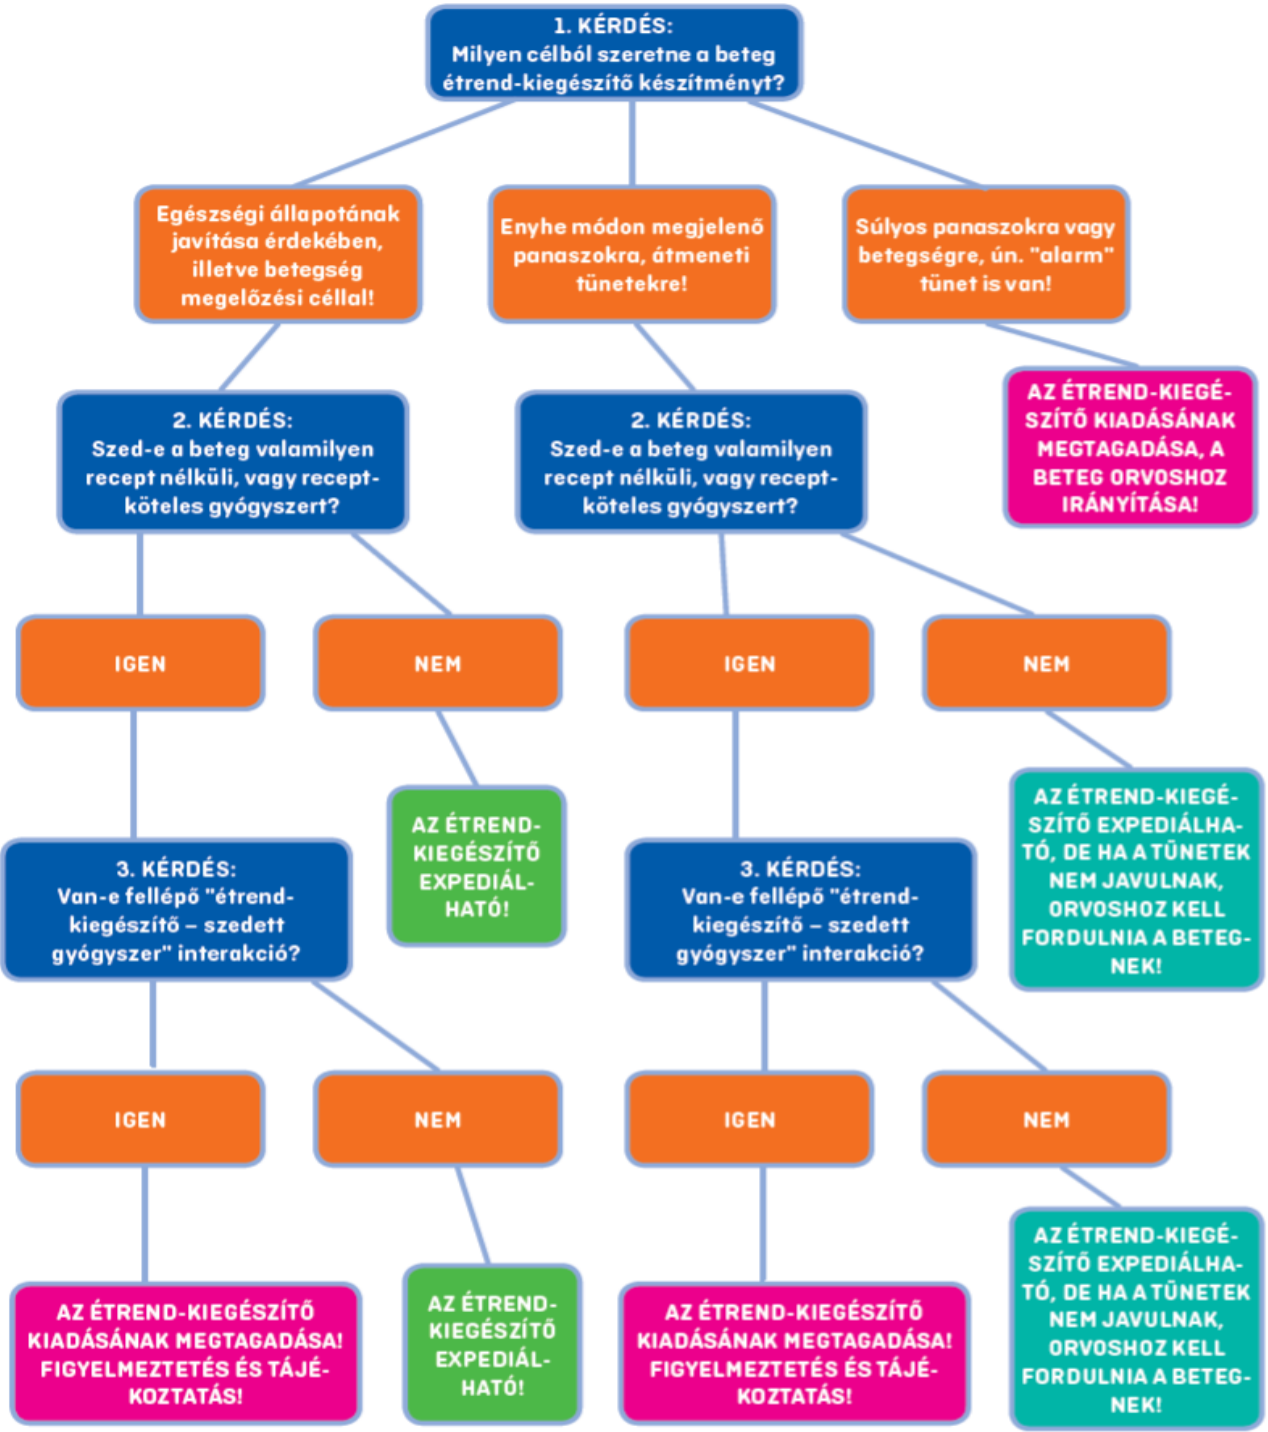 1. KÉRDÉS:
Milyen célból szeretne a beteg
étrend-kiegészítő készítményt?
Egészségi állapotának
javítása érdekében,
illetve betegség
megelőzési céllal!
Enyhe módon megjelenő
panaszokra, átmeneti
tünetekre!
Súlyos panaszokra vagy
betegségre, ún. "alarm"
tünet is van!
AZ ÉTREND-KIEGÉ-
SZÍTŐ KIADÁSÁNAK
MEGTAGADÁSA, A
BETEG ORVOSHOZ
IRÁNYÍTÁSA!
2. KÉRDÉS:
Szed-e a beteg valamilyen
recept nélküli, vagy recept-
köteles gyógyszert?
2. KÉRDÉS:
Szed-e a beteg valamilyen
recept nélküli, vagy recept-
köteles gyógyszert?
IGEN
NEM
IGEN
NEM
AZ ÉTREND-
KIEGÉSZÍTŐ
EXPEDIÁL-
HATÓ!
AZ ÉTREND-KIEGÉ-
SZÍTŐ EXPEDIÁLHA-
TÓ, DE HA A TÜNETEK
NEM JAVULNAK,
ORVOSHOZ KELL
FORDULNIA A BETEG-
NEK!
3. KÉRDÉS:
Van-e fellépő "étrend-
kiegészítő – szedett
gyógyszer" interakció?
3. KÉRDÉS:
Van-e fellépő "étrend-
kiegészítő – szedett
gyógyszer" interakció?
IGEN
NEM
IGEN
NEM
AZ ÉTREND-KIEGÉSZÍTŐ
KIADÁSÁNAK MEGTAGADÁSA!
FIGYELMEZTETÉS ÉS TÁJÉ-
KOZTATÁS!
AZ ÉTREND-
KIEGÉSZÍTŐ
EXPEDIÁL-
HATÓ!
AZ ÉTREND-KIEGÉSZÍTŐ
KIADÁSÁNAK MEGTAGADÁSA!
FIGYELMEZTETÉS ÉS TÁJÉ-
KOZTATÁS!
AZ ÉTREND-KIEGÉ-
SZÍTŐ EXPEDIÁLHA-
TÓ, DE HA A TÜNETEK
NEM JAVULNAK,
ORVOSHOZ KELL
FORDULNIA A BETEG-
NEK!